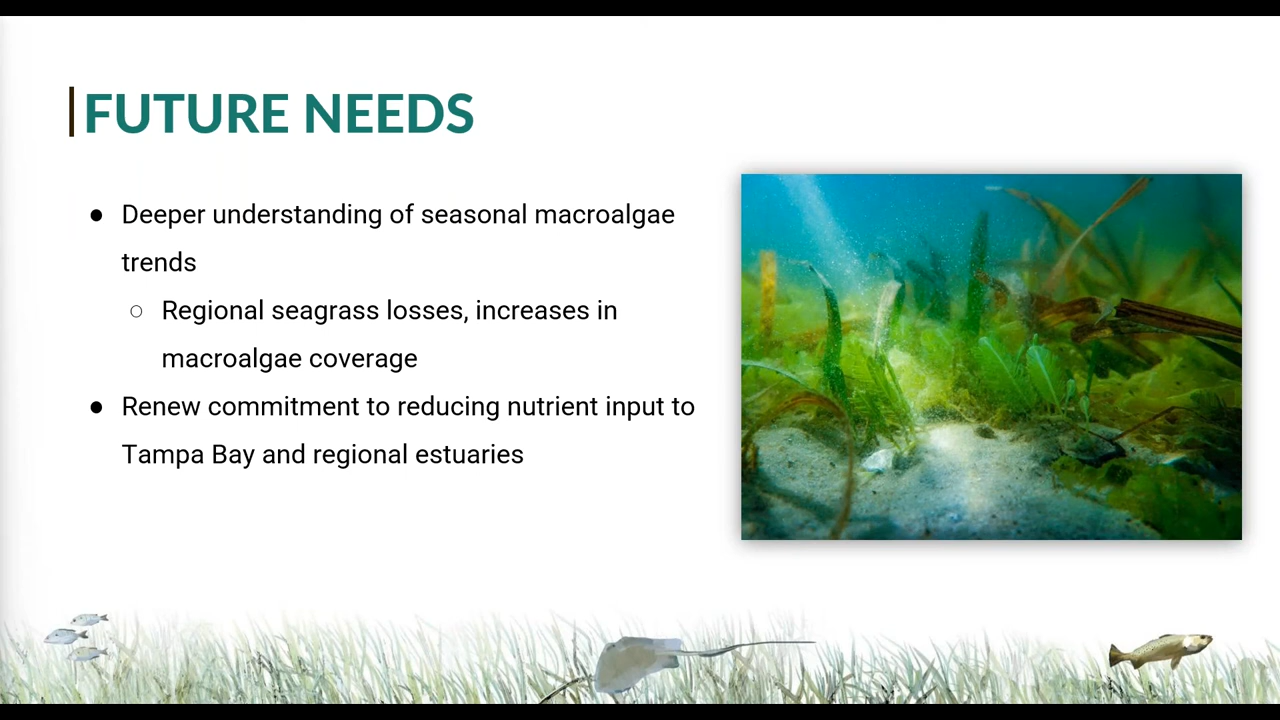 FUTURE NEEDS
● Deeper understanding of seasonal macroalgae
trends
○ Regional seagrass losses, increases in
macroalgae coverage
● Renew commitment to reducing nutrient input to
Tampa Bay and regional estuaries